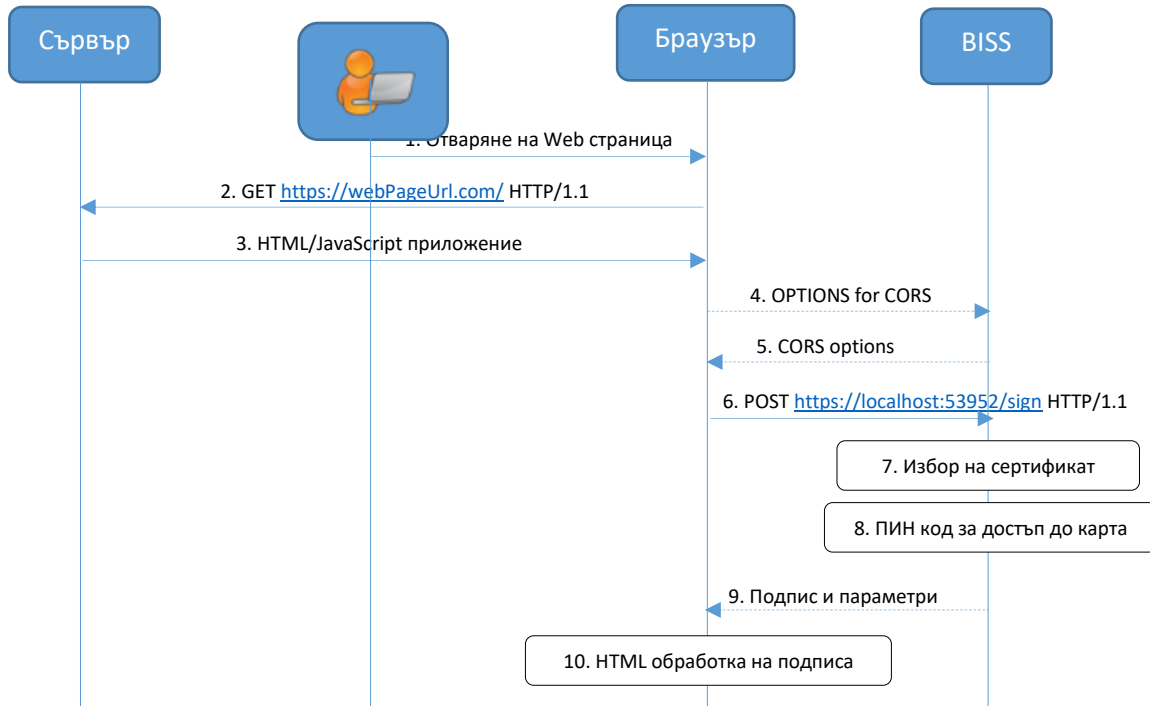 Сървър
Браузър
BISS
1. Отваряне на Web страница
2. GET https://webPageUrl.com/ HTTP/1.1
3. HTML/JavaScript приложение
4. OPTIONS for CORS
5. CORS options
6. POST https://localhost:53952/sign HTTP/1.1
7. Избор на сертификат
8. ПИН код за достъп до карта
9. Подпис и параметри
10. HTML обработка на подписа